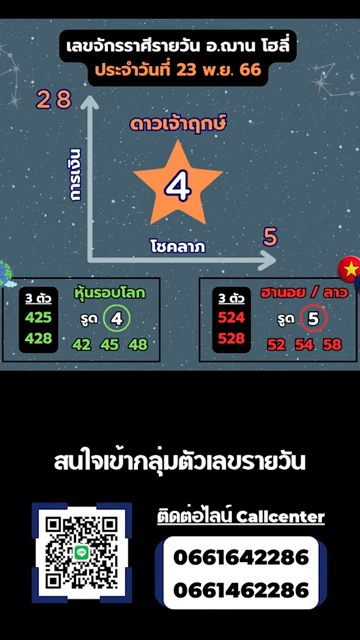 เลขจักรราศีรายวัน อ.ฌาน โฮลี่
ประจำวันที่ 23 พ.ย. 66
28
ดาวเจ้าฤกษ์
การเงิน
4
โชคลาภ
5
3 ตัว
425
428
หุ้นรอบโลก
รูด 4
42 45 48
3 ตัว
524
528
ฮานอย / ลาว
รูด 5
52 54 58
สนใจเข้ากลุ่มตัวเลขรายวัน
ติดต่อไลน์ Callcenter
0661642286
0661462286